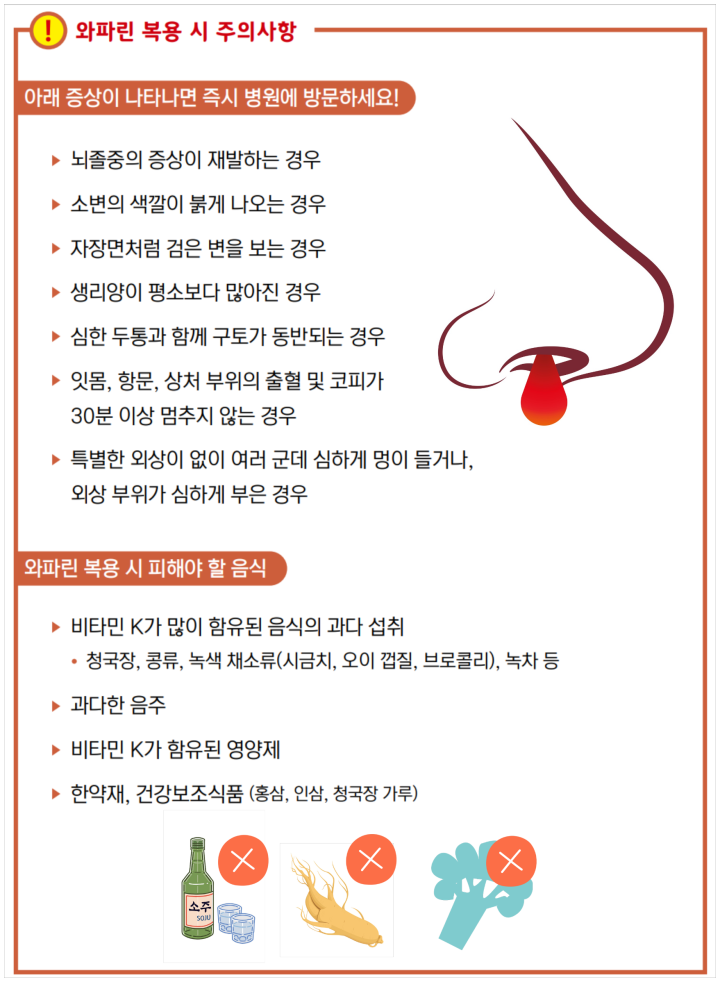 ! 와파린 복용 시 주의사항
아래 증상이 나타나면 즉시 병원에 방문하세요!
▶ 뇌졸중의 증상이 재발하는 경우
▶ 소변의 색깔이 붉게 나오는 경우
▶ 자장면처럼 검은 변을 보는 경우
▶ 생리양이 평소보다 많아진 경우
▶ 심한 두통과 함께 구토가 동반되는 경우
▶ 잇몸, 항문, 상처 부위의 출혈 및 코피가
30분 이상 멈추지 않는 경우
▶ 특별한 외상이 없이 여러 군데 심하게 멍이 들거나,
외상 부위가 심하게 부은 경우
와파린 복용 시 피해야 할 음식
▶ 비타민 K가 많이 함유된 음식의 과다 섭취
• 청국장, 콩류, 녹색 채소류(시금치, 오이 껍질, 브로콜리), 녹차 등
▶ 과다한 음주
▶ 비타민 K가 함유된 영양제
▶ 한약재, 건강보조식품 (홍삼, 인삼, 청국장 가루)
소주
SOJU